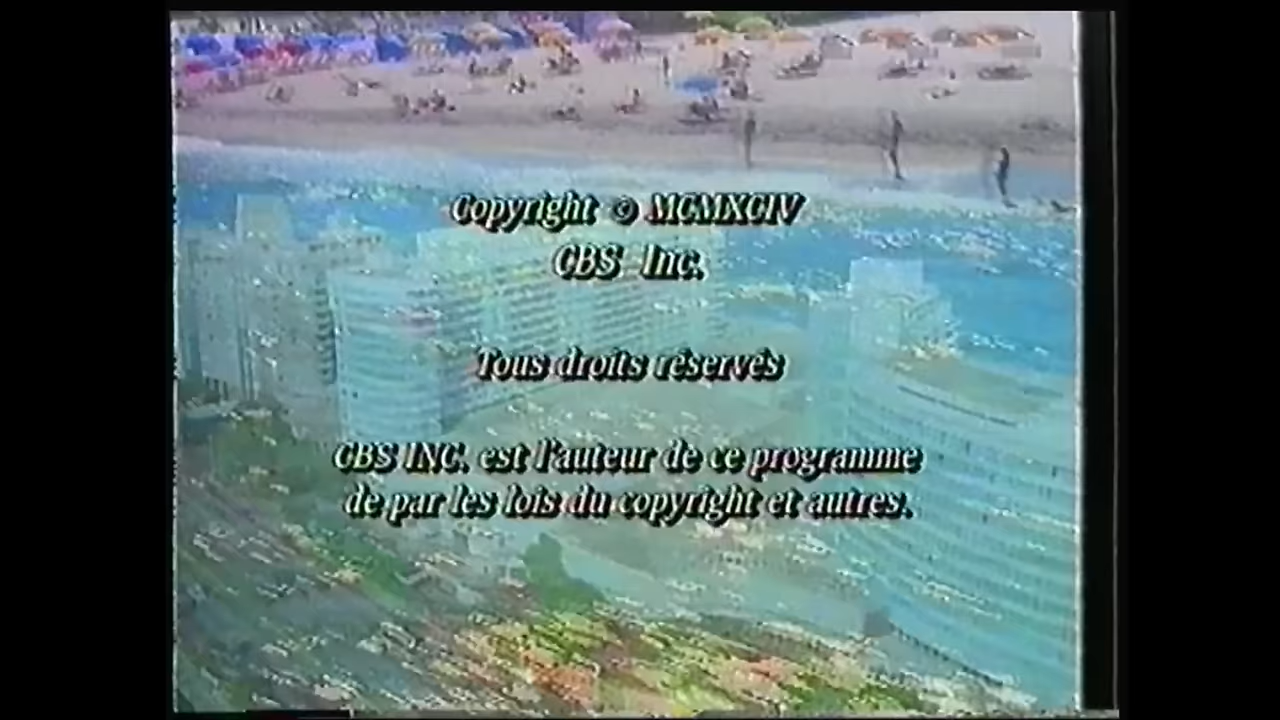 Copyright © MCMXCIV
CBS Inc.
Tous droits réservés
CBS INC. est l'auteur de ce programme
de par les lois du copyright et autres.